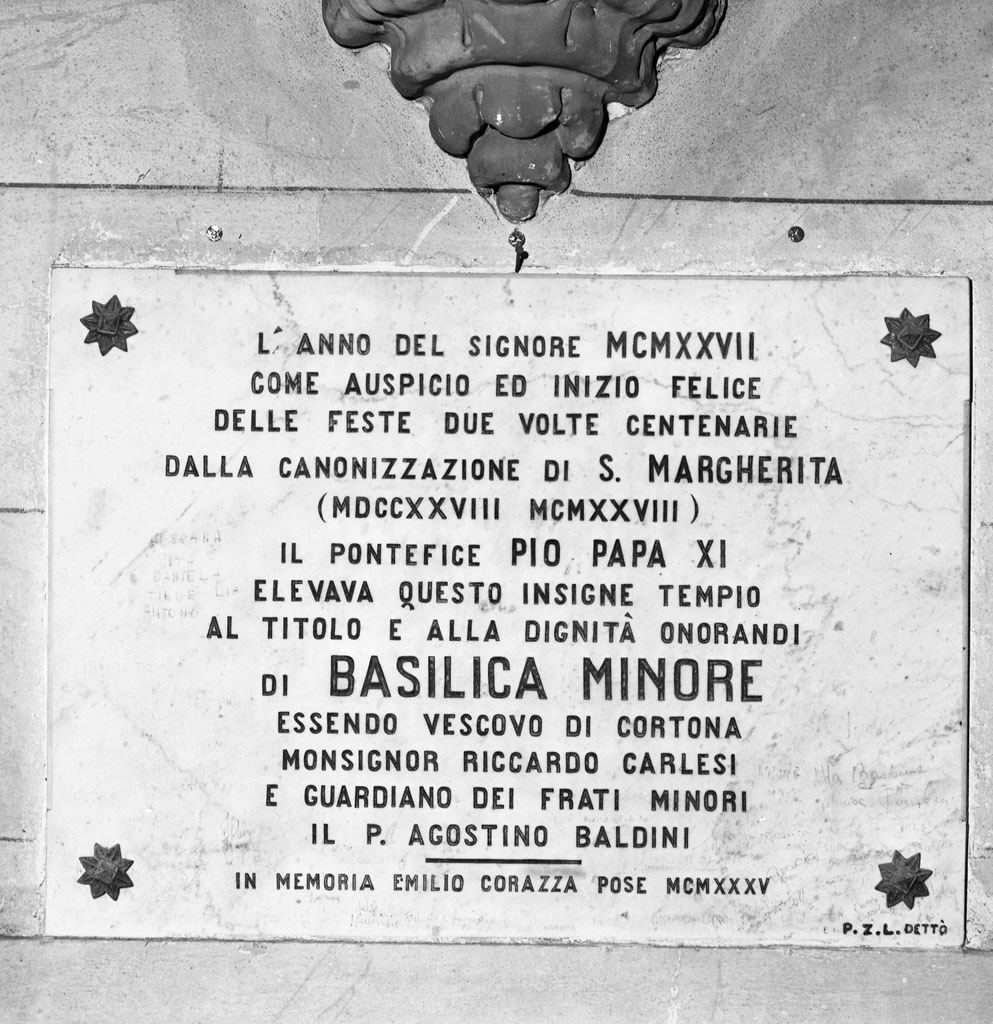 L' ANNO DEL SIGNORE MCMXXVII
COME AUSPICIO ED INIZIO FELICE
DELLE FESTE DUE VOLTE CENTENARIE
DALLA CANONIZZAZIONE DI S. MARGHERITA
(MDCCXXVIII MCMXXVIII)
IL PONTEFICE PIO PAPA XI
ELEVAVA QUESTO INSIGNE TEMPIO
AL TITOLO E ALLA DIGNITÀ ONORANDI
DI BASILICA MINORE
ESSENDO VESCOVO DI CORTONA
MONSIGNOR RICCARDO CARLESI
E GUARDIANO DEI FRATI MINORI
IL P. AGOSTINO BALDINI
IN MEMORIA EMILIO CORAZZA POSE MCMXXXV
P.Z.L. DETTÒ